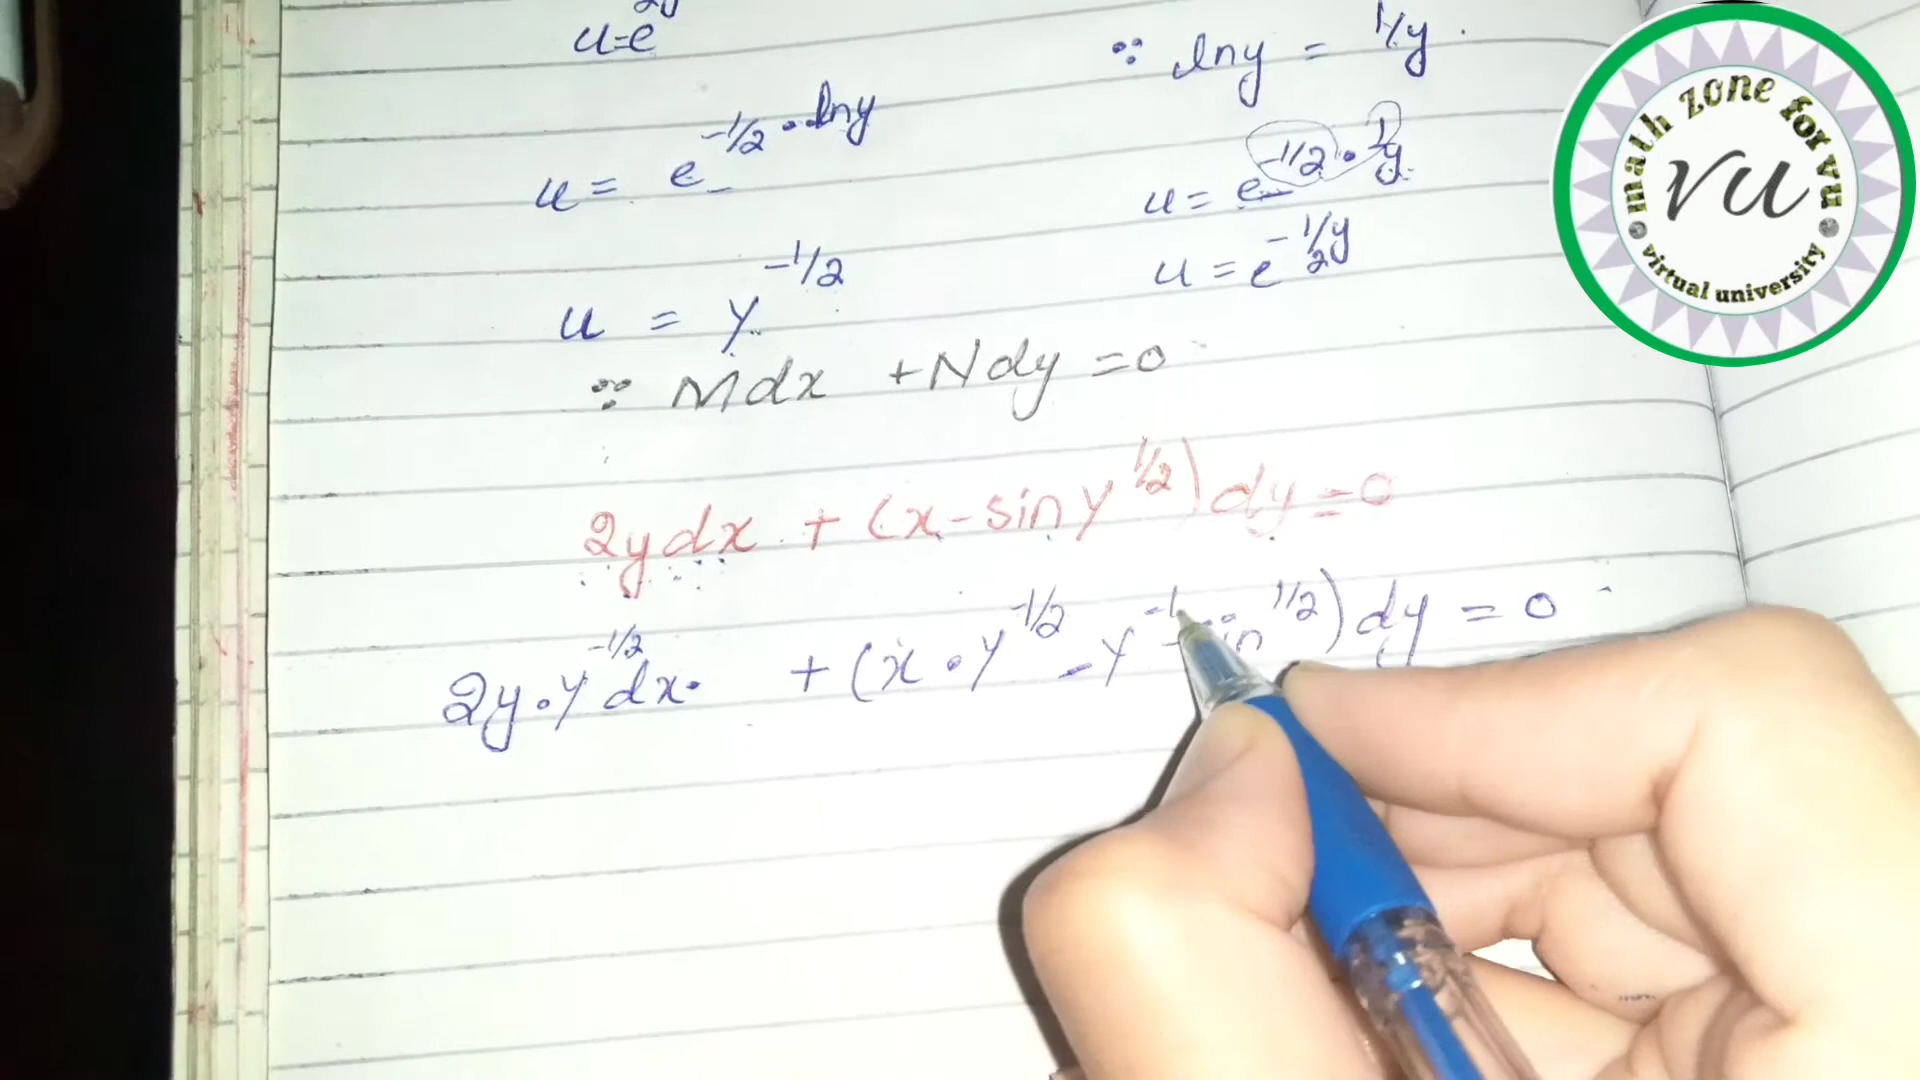 u=e
∵ lny = 1/y.
u = e^-1/2 · lny
u = e^-1/2 · 1/y
u = y^-1/2
u = e^-1/2y
∵ Mdx + Ndy = 0
2ydx + (x - siny^1/2)dy = 0
2y·y^-1/2 dx + (x·y^-1/2 - y^-1 in^1/2)dy = 0
math zone for vu
vu
virtual university